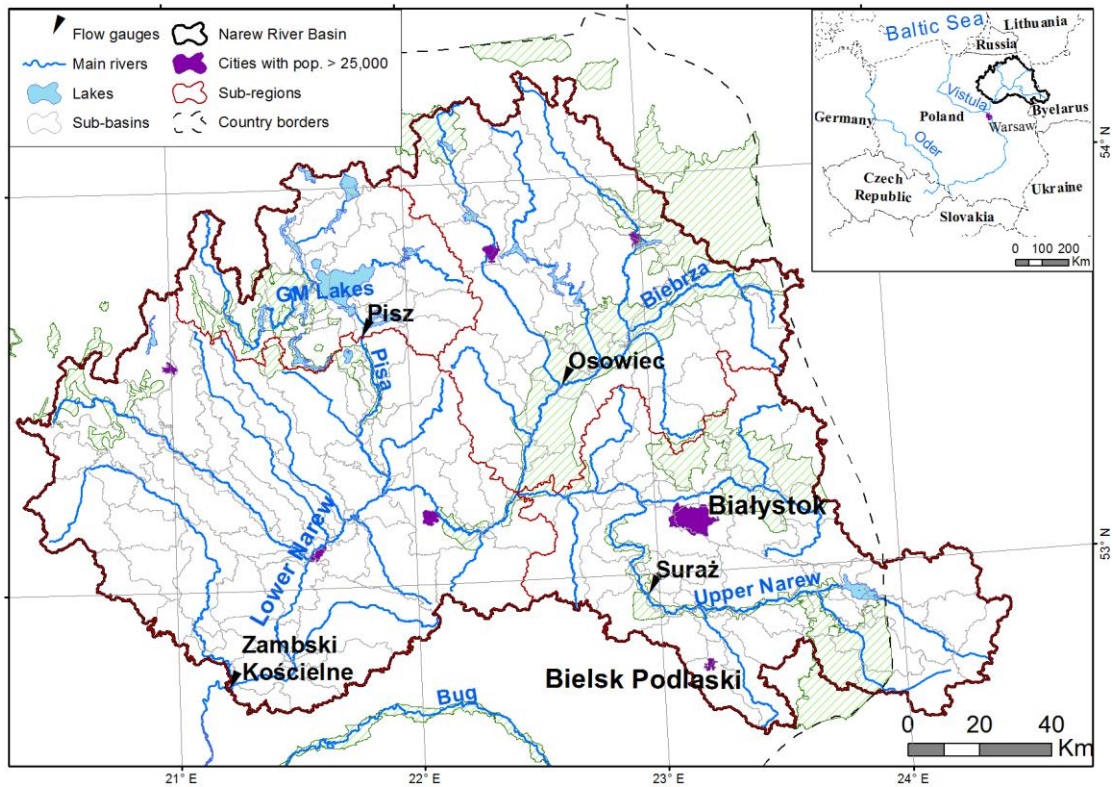 Flow gauges
Main rivers
Lakes
Sub-basins
Narew River Basin
Cities with pop. > 25,000
Sub-regions
Country borders
Baltic Sea
Lithuania
Russia
Vistula
Byelarus
Germany
Poland
Warsaw
Oder
Czech
Republic
Ukraine
Slovakia
0 100 200
Km
54° N
GM Lakes
Pisz
Pisa
Biebrza
Osowiec
Białystok
53° N
Lower Narew
Suraż
Upper Narew
Zambski
Kościelne
Bielsk Podlaski
Bug
0 20 40
Km
21° E
22° E
23° E
24° E